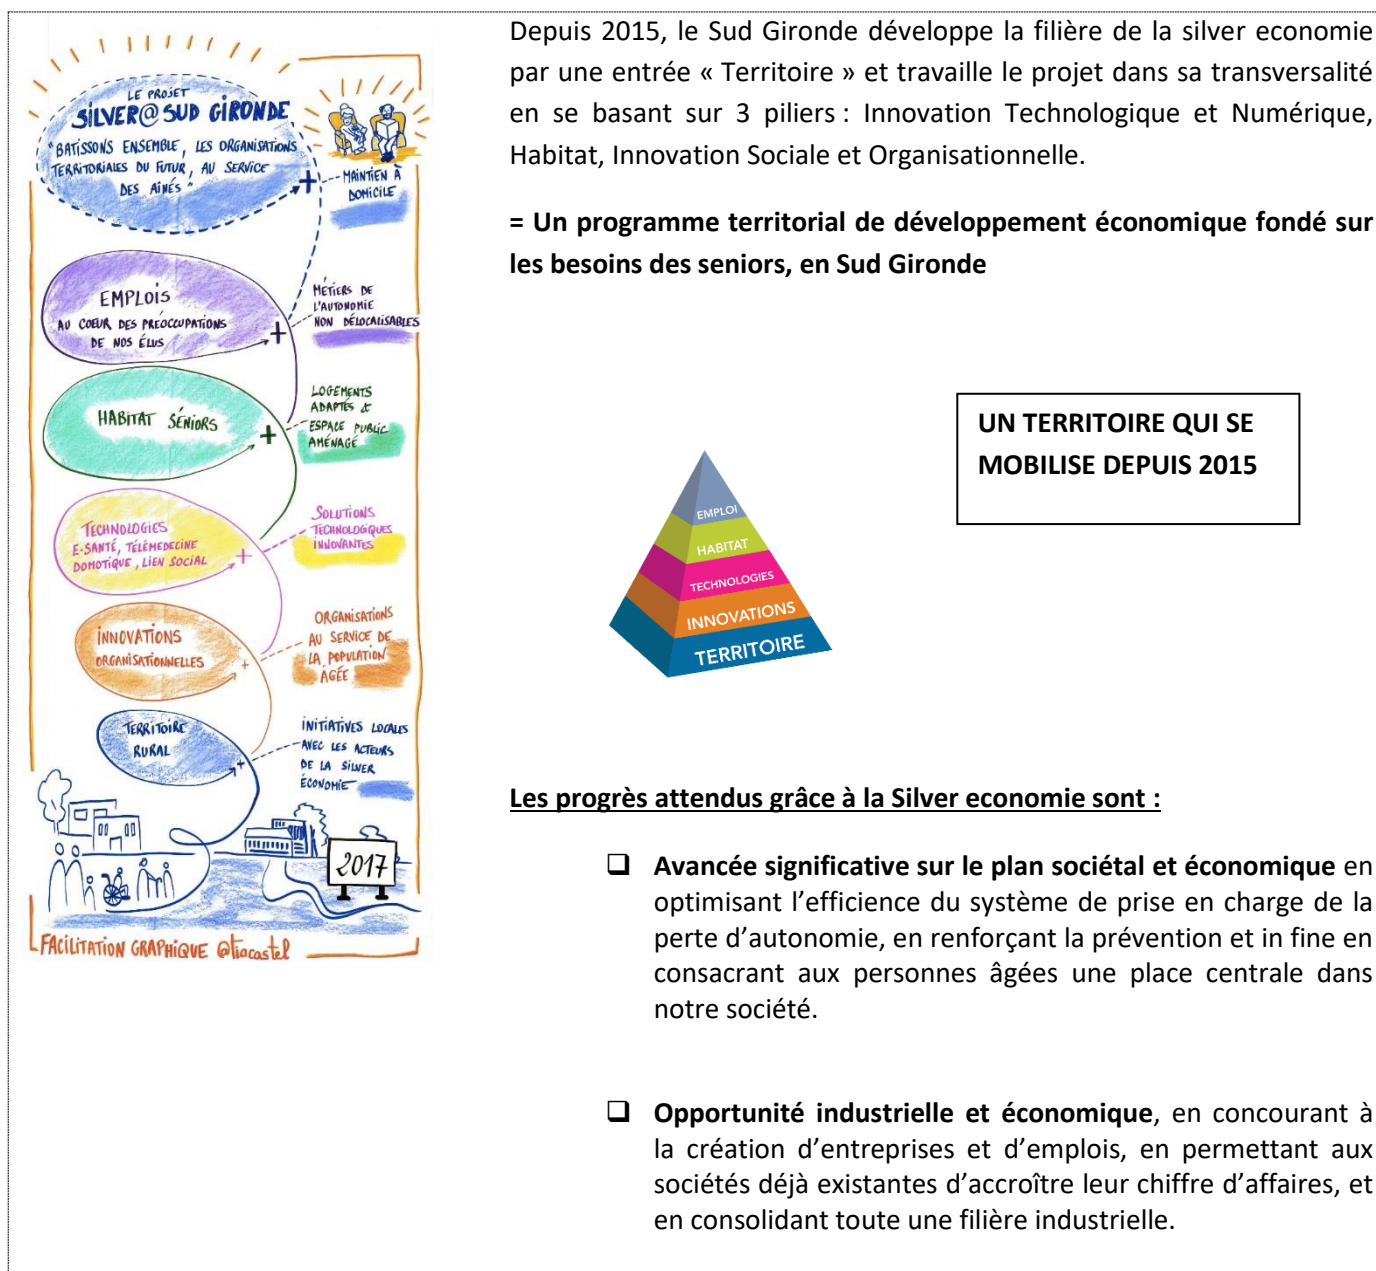 LE PROJET
SILVER@SUD GIRONDE
"BATISSONS ENSEMBLE, LES ORGANISATIONS
TERRITORIALES DU FUTUR, AU SERVICE
DES AINÉS"
MAINTIEN À
DOMICILE
EMPLOIS
AU COEUR DES PRÉOCCUPATIONS
DE NOS ÉLUS
MÉTIERS DE
L'AUTONOMIE
NON DÉLOCALISABLES
HABITAT SÉNIORS
LOGEMENTS
ADAPTÉS &
ESPACE PUBLIC
AMÉNAGÉ
TECHNOLOGIES
E-SANTÉ, TÉLÉMEDECINE
DOMOTIQUE, LIEN SOCIAL
SOLUTIONS
TECHNOLOGIQUES
INNOVANTES
INNOVATIONS
ORGANISATIONNELLES
ORGANISATIONS
AU SERVICE DE
LA POPULATION
AGÉE
TERRITOIRE
RURAL
INITIATIVES LOCALES
AVEC LES ACTEURS
DE LA SILVER
ÉCONOMIE
2017
FACILITATION GRAPHIQUE @tiacastel
Depuis 2015, le Sud Gironde développe la filière de la silver economie
par une entrée « Territoire » et travaille le projet dans sa transversalité
en se basant sur 3 piliers : Innovation Technologique et Numérique,
Habitat, Innovation Sociale et Organisationnelle.
= Un programme territorial de développement économique fondé sur
les besoins des seniors, en Sud Gironde
UN TERRITOIRE QUI SE
MOBILISE DEPUIS 2015
EMPLOI
HABITAT
TECHNOLOGIES
INNOVATIONS
TERRITOIRE
Les progrès attendus grâce à la Silver economie sont :
❑ Avancée significative sur le plan sociétal et économique en
optimisant l'efficience du système de prise en charge de la
perte d'autonomie, en renforçant la prévention et in fine en
consacrant aux personnes âgées une place centrale dans
notre société.
❑ Opportunité industrielle et économique, en concourant à
la création d'entreprises et d'emplois, en permettant aux
sociétés déjà existantes d'accroître leur chiffre d'affaires, et
en consolidant toute une filière industrielle.